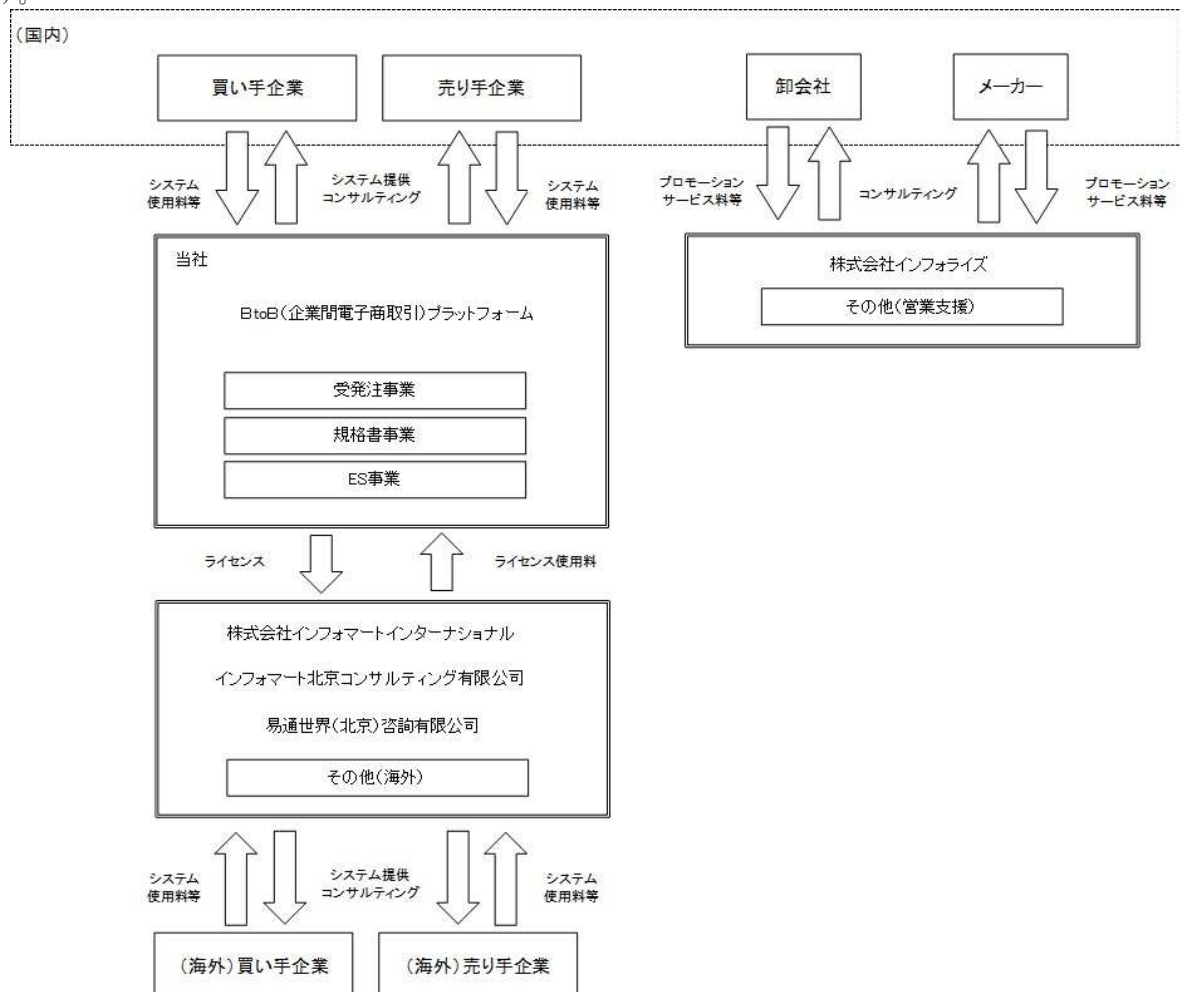 す。
(国内)
買い手企業
売り手企業
卸会社
メーカー
システム
使用料等
システム提供
コンサルティング
システム
使用料等
プロモーション
サービス料等
コンサルティング
プロモーション
サービス料等
当社
BtoB(企業間電子商取引)プラットフォーム
受発注事業
規格書事業
ES事業
株式会社インフォライズ
その他(営業支援)
ライセンス
ライセンス使用料
株式会社インフォマートインターナショナル
インフォマート北京コンサルティング有限公司
易通世界(北京)咨詢有限公司
その他(海外)
システム
使用料等
システム提供
コンサルティング
システム
使用料等
(海外)買い手企業
(海外)売り手企業